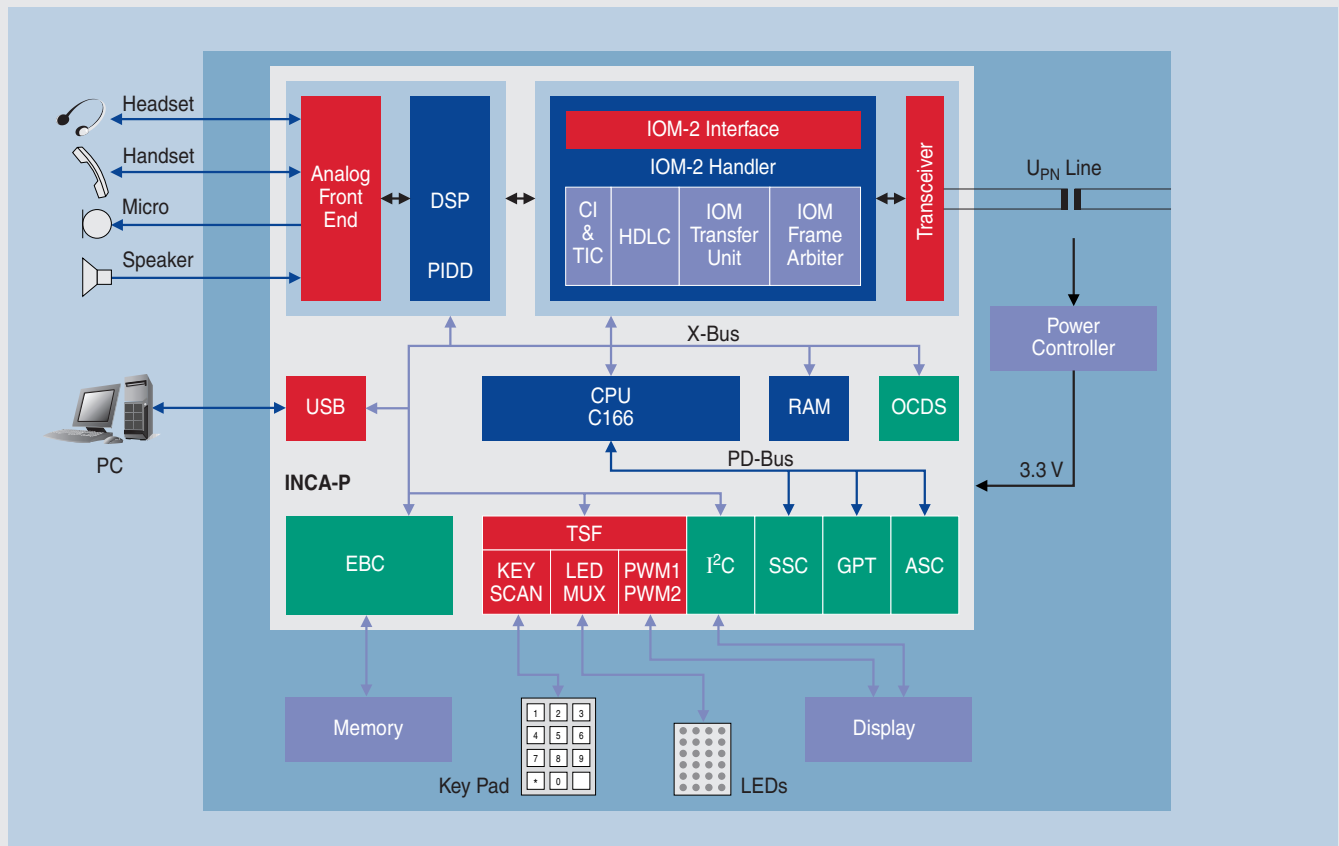 Headset
Handset
Micro
Speaker
Analog
Front
End
DSP
PIDD
IOM-2 Interface
IOM-2 Handler
CI
&
TIC
HDLC
IOM
Transfer
Unit
IOM
Frame
Arbiter
Transceiver
UPN Line
Power
Controller
3.3 V
X-Bus
PC
USB
CPU
C166
RAM
OCDS
PD-Bus
INCA-P
EBC
TSF
KEY
SCAN
LED
MUX
PWM1
PWM2
I²C
SSC
GPT
ASC
Memory
1 2 3
4 5 6
7 8 9
* 0
Key Pad
LEDs
Display